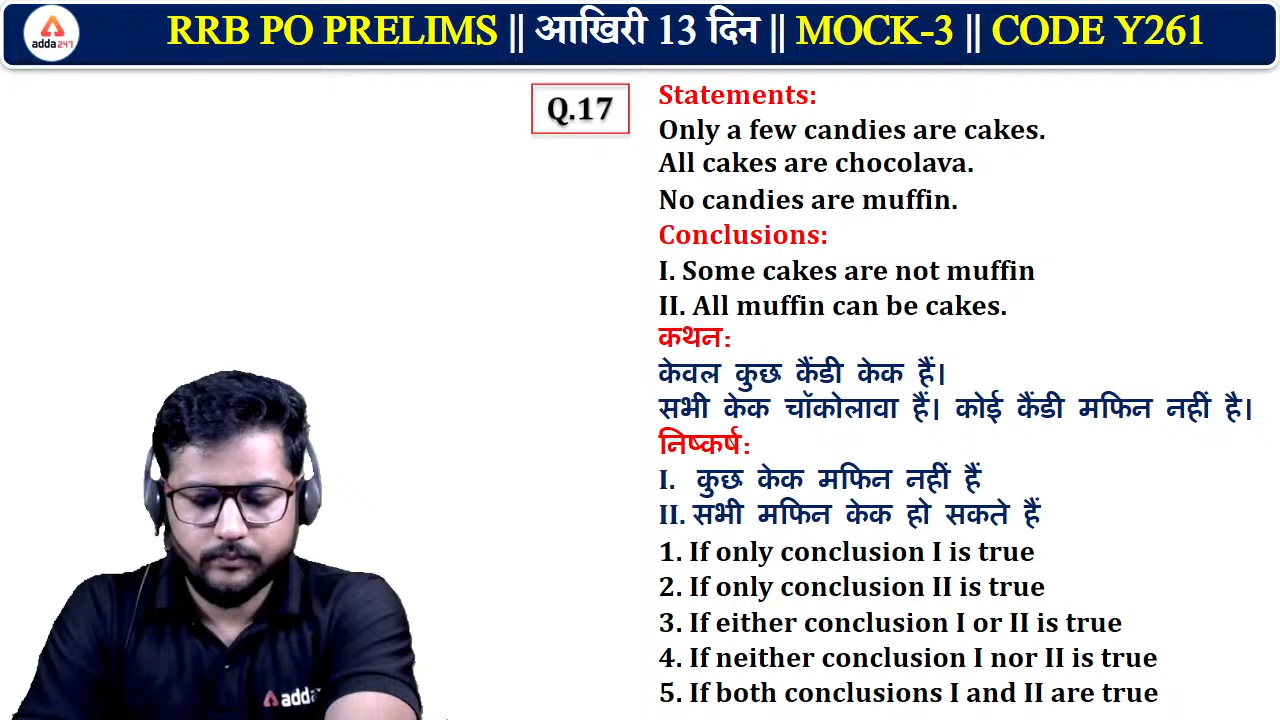 adda247
RRB PO PRELIMS || आखिरी 13 दिन || MOCK-3 || CODE Y261
Q.17
Statements:
Only a few candies are cakes.
All cakes are chocolava.
No candies are muffin.
Conclusions:
I. Some cakes are not muffin
II. All muffin can be cakes.
कथन:
केवल कुछ कैंडी केक हैं।
सभी केक चॉकोलावा हैं। कोई कैंडी मफिन नहीं है।
निष्कर्ष:
I. कुछ केक मफिन नहीं हैं
II. सभी मफिन केक हो सकते हैं
1. If only conclusion I is true
2. If only conclusion II is true
3. If either conclusion I or II is true
4. If neither conclusion I nor II is true
5. If both conclusions I and II are true